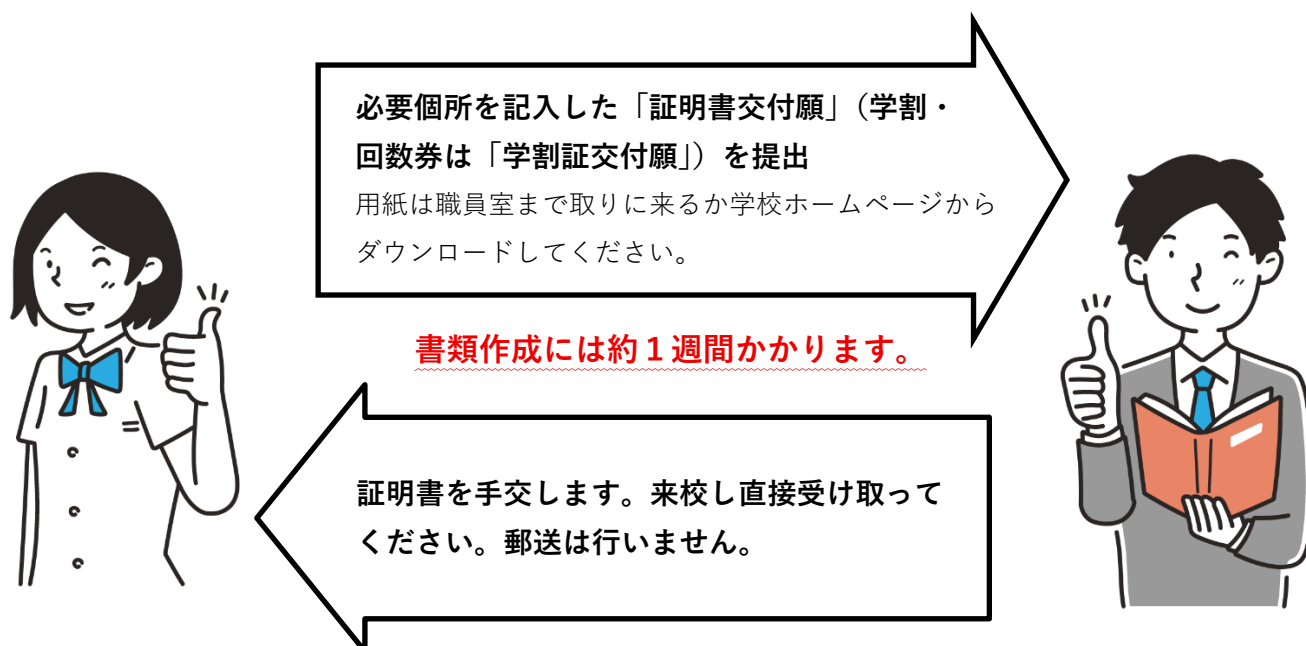 必要個所を記入した「証明書交付願」（学割・
回数券は「学割証交付願」）を提出
用紙は職員室まで取りに来るか学校ホームページから
ダウンロードしてください。
書類作成には約１週間かかります。
証明書を手交します。来校し直接受け取って
ください。郵送は行いません。